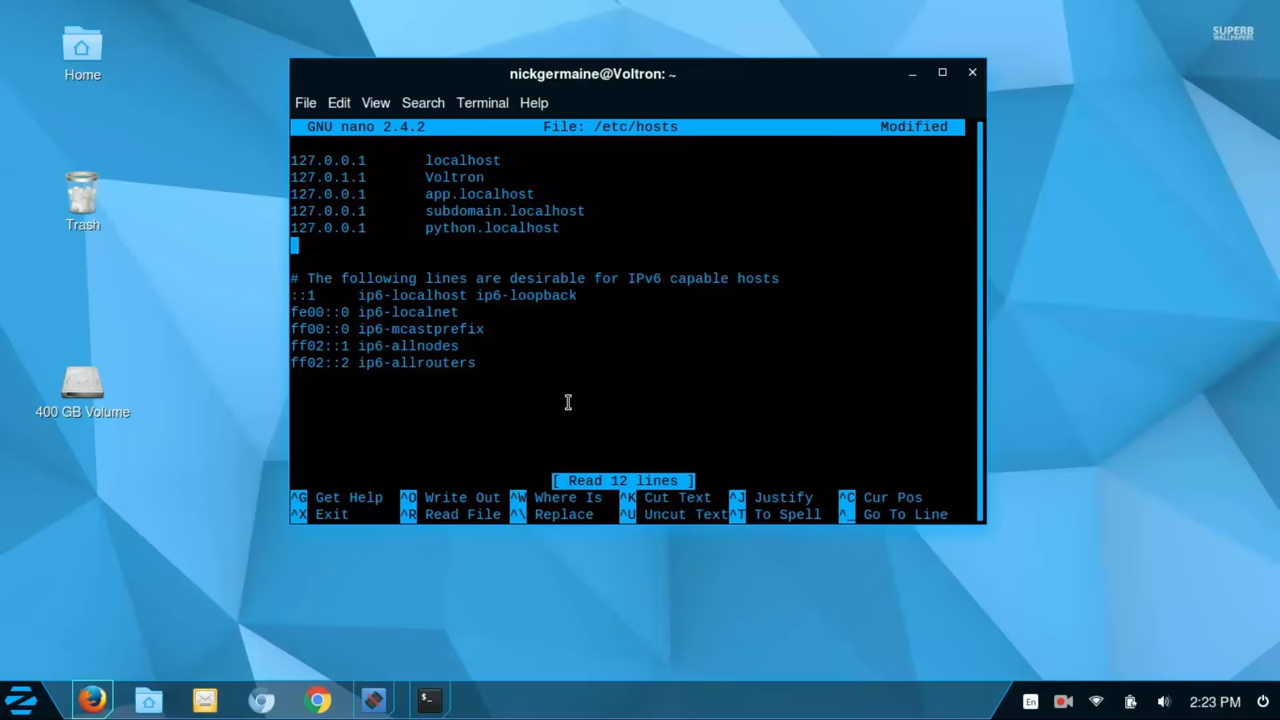 SUPERB
WALLPAPERS
Home
Trash
400 GB Volume
nickgermaine@Voltron: ~
File Edit View Search Terminal Help
GNU nano 2.4.2 File: /etc/hosts Modified
127.0.0.1 localhost
127.0.1.1 Voltron
127.0.0.1 app.localhost
127.0.0.1 subdomain.localhost
127.0.0.1 python.localhost
# The following lines are desirable for IPv6 capable hosts
::1 ip6-localhost ip6-loopback
fe00::0 ip6-localnet
ff00::0 ip6-mcastprefix
ff02::1 ip6-allnodes
ff02::2 ip6-allrouters
[ Read 12 lines ]
^G Get Help ^O Write Out ^W Where Is ^K Cut Text ^J Justify ^C Cur Pos
^X Exit ^R Read File ^\ Replace ^U Uncut Text ^T To Spell ^_ Go To Line
En 2:23 PM